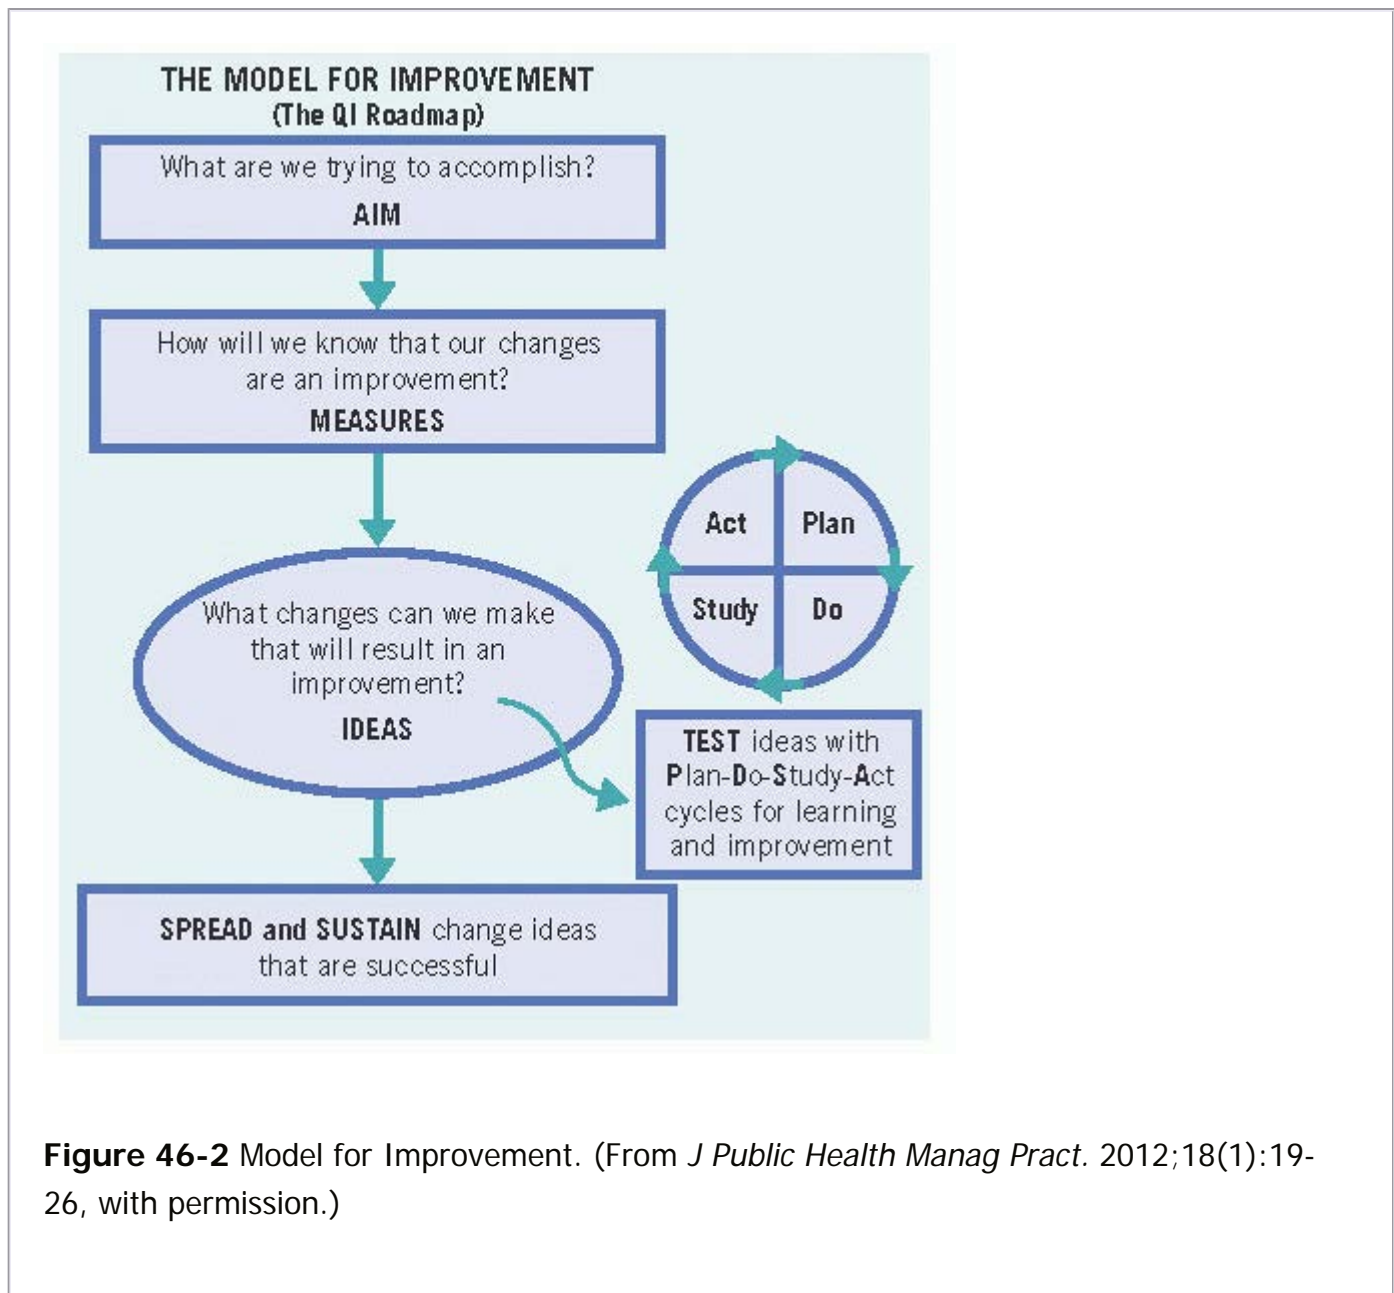 THE MODEL FOR IMPROVEMENT
(The QI Roadmap)
What are we trying to accomplish?
AIM
How will we know that our changes
are an improvement?
MEASURES
What changes can we make
that will result in an
improvement?
IDEAS
Act
Plan
Study
Do
TEST ideas with
Plan-Do-Study-Act
cycles for learning
and improvement
SPREAD and SUSTAIN change ideas
that are successful
Figure 46-2 Model for Improvement. (From J Public Health Manag Pract. 2012;18(1):19-
26, with permission.)